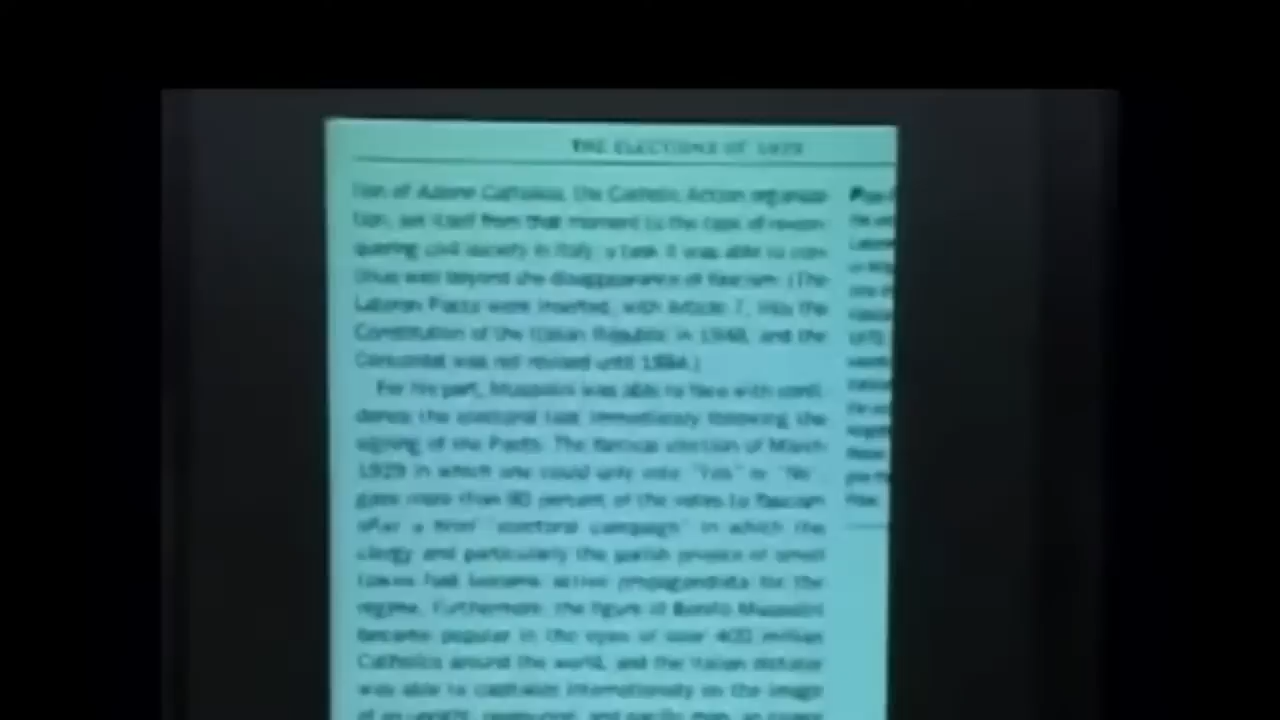 THE ELECTIONS OF 1929
tion of Azione Cattolica, the Catholic Action organiza-
tion, set itself from that moment to the task of recon-
quering civil society in Italy, a task it was able to con-
tinue well beyond the disappearance of fascism. (The
Lateran Pacts were inserted, with Article 7, into the
Constitution of the Italian Republic in 1948, and the
Concordat was not revised until 1984.)
For his part, Mussolini was able to face with confi-
dence the electoral test immediately following the
signing of the Pacts. The farcical election of March
1929 in which one could only vote "Yes" or "No",
gave more than 90 percent of the votes to fascism
after a brief "electoral campaign" in which the
clergy and particularly the parish priests of small
towns had become active propagandists for the
regime. Furthermore, the figure of Benito Mussolini
became popular in the eyes of over 400 million
Catholics around the world, and the Italian dictator
was able to capitalize internationally on the image
of an upright, and pacific man,